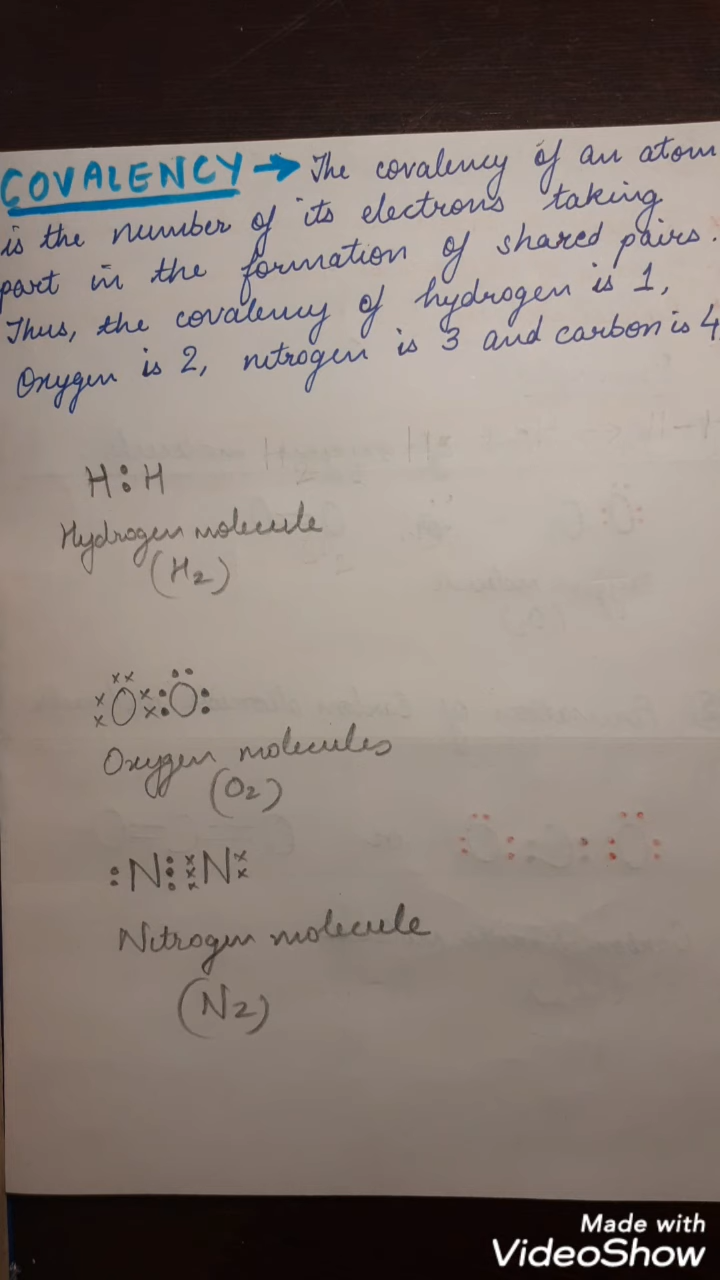 COVALENCY → The covalency of an atom
is the number of its electrons taking
part in the formation of shared pairs.
Thus, the covalency of hydrogen is 1,
Oxygen is 2, nitrogen is 3 and carbon is 4
H:H
Hydrogen molecule
(H2)
O O
Oxygen molecules
(O2)
:N N
Nitrogen molecule
(N2)
Made with
VideoShow